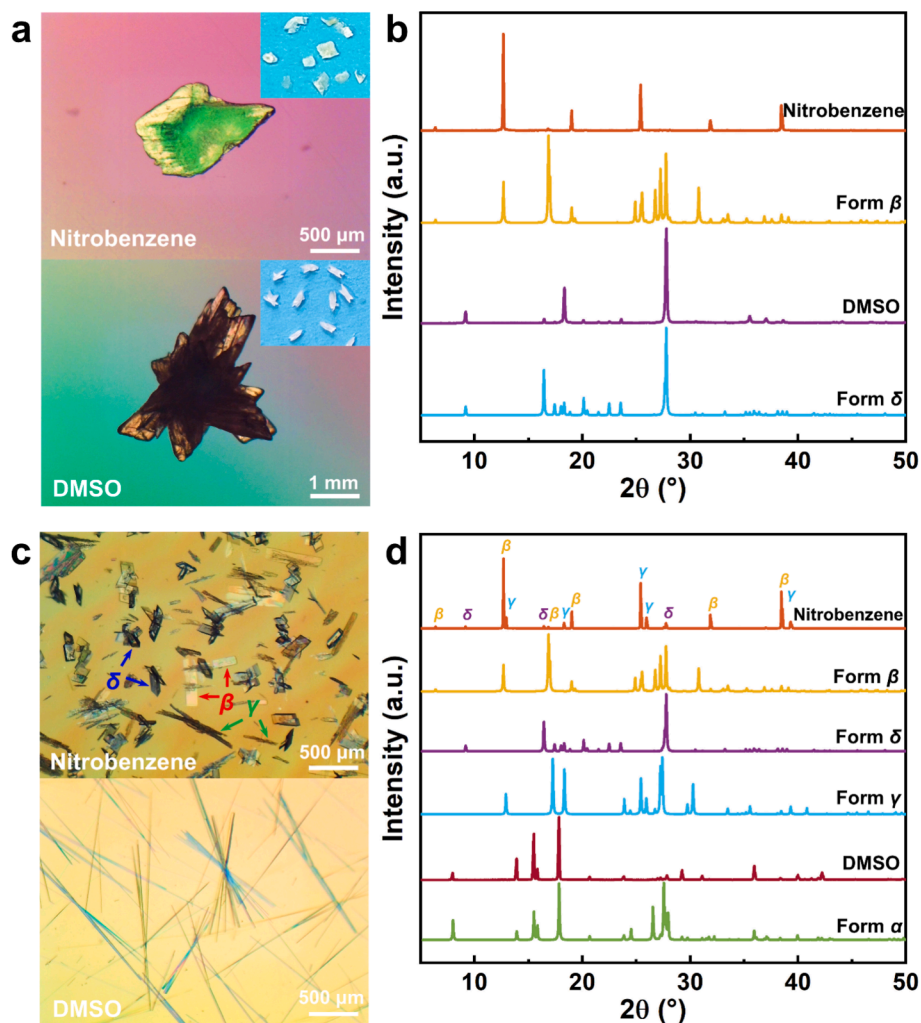 a
Nitrobenzene
500 µm
DMSO
1 mm
b
Intensity (a.u.)
Nitrobenzene
Form β
DMSO
Form δ
10 20 30 40 50
2θ (°)
c
δ
β
γ
Nitrobenzene
500 µm
DMSO
500 µm
d
Intensity (a.u.)
β δ β γ δ β γ β γ γ δ β β γ
Nitrobenzene
Form β
Form δ
Form γ
DMSO
Form α
10 20 30 40 50
2θ (°)